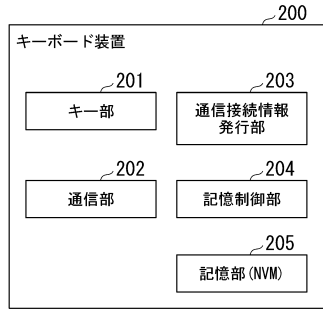 200
キーボード装置
201
キー部
203
通信接続情報
発行部
202
通信部
204
記憶制御部
205
記憶部(NVM)